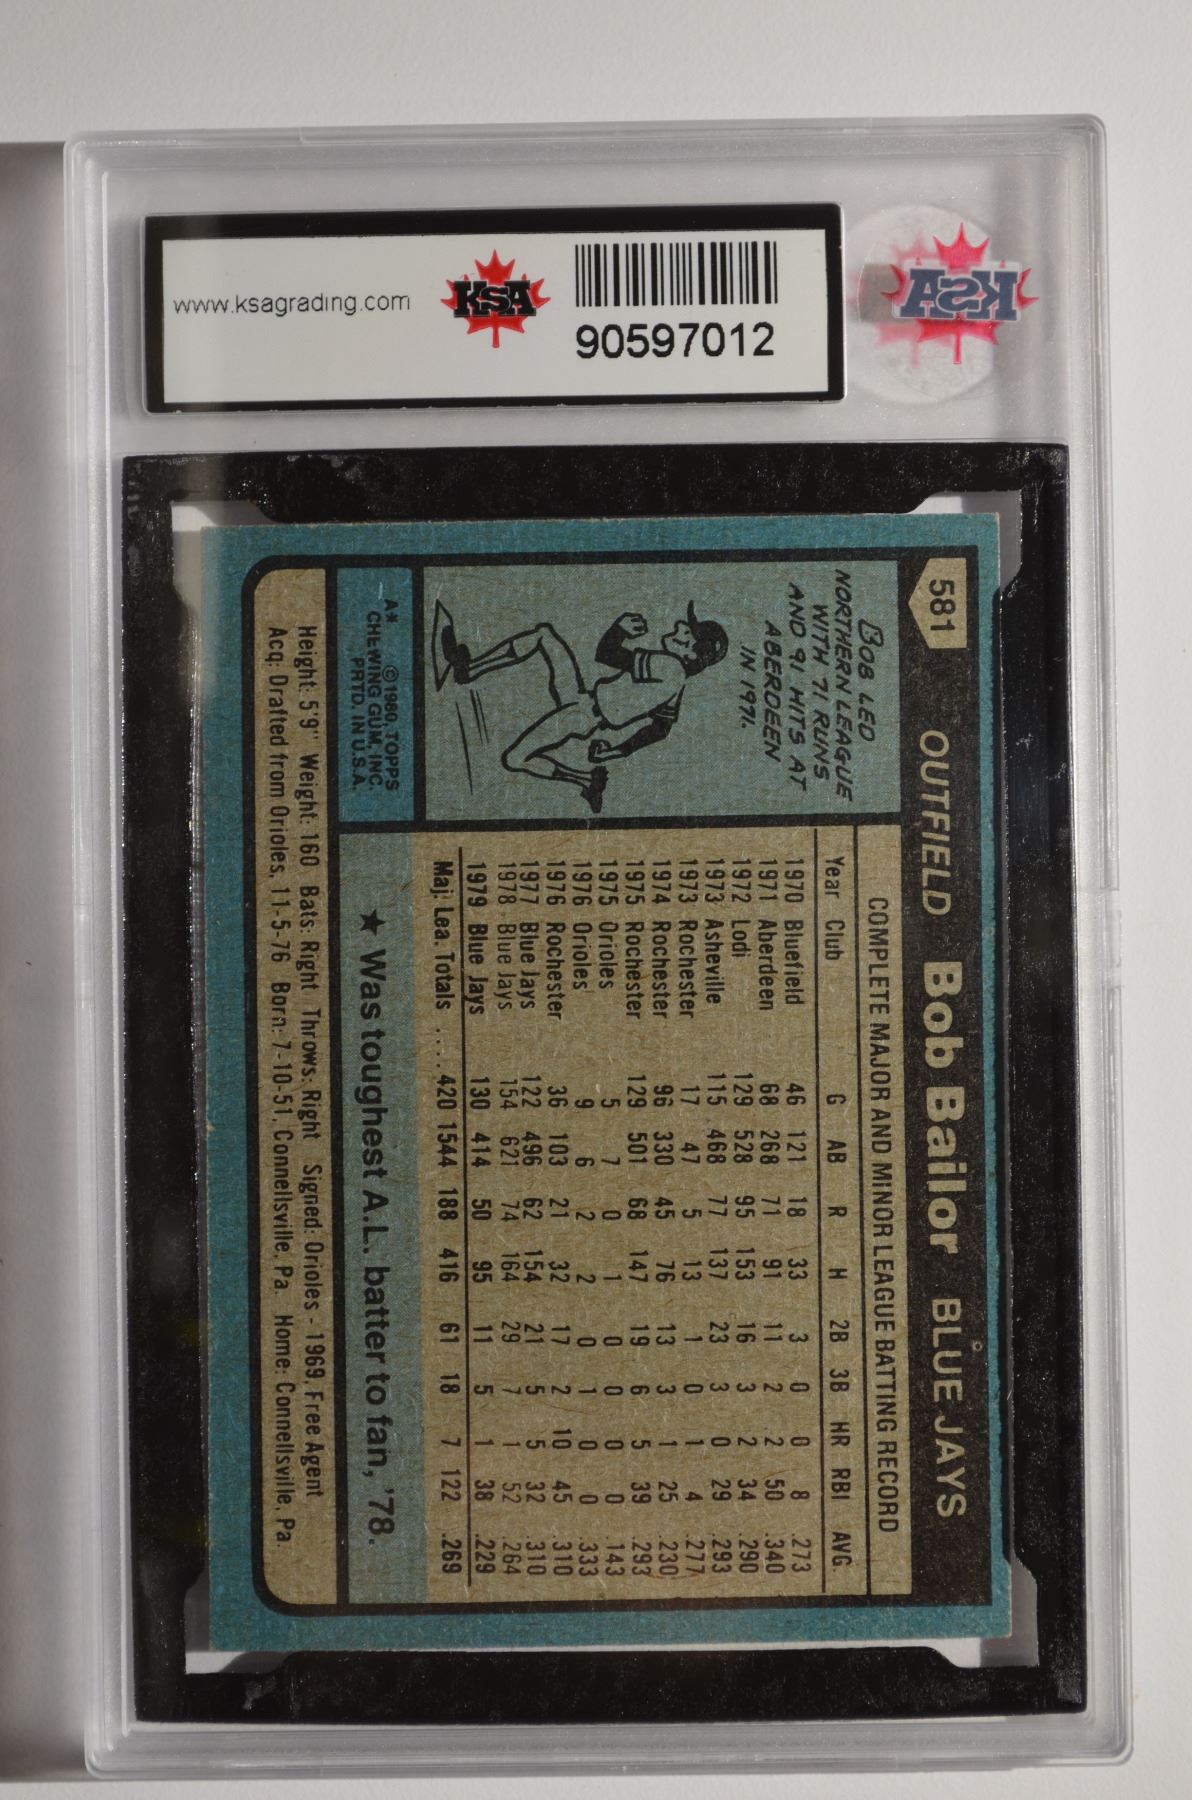 www.ksagrading.com
KSA
90597012
KSA
581
OUTFIELD Bob Bailor BLUE JAYS
BOB LED
NORTHERN LEAGUE
WITH 71 RUNS
AND 91 HITS AT
ABERDEEN
IN 1971.
COMPLETE MAJOR AND MINOR LEAGUE BATTING RECORD
Year Club G AB R H 2B 3B HR RBI AVG.
1970 Bluefield 46 121 18 33 3 0 0 8 .273
1971 Aberdeen 68 268 71 91 11 2 2 50 .340
1972 Lodi 129 528 95 153 16 3 2 34 .290
1973 Asheville 115 468 77 137 23 3 0 29 .293
1973 Rochester 17 47 5 13 1 0 1 4 .277
1974 Rochester 96 330 45 76 13 3 1 25 .230
1975 Rochester 129 501 68 147 19 6 5 39 .293
1975 Orioles 5 7 0 1 0 0 0 0 .143
1976 Orioles 9 6 2 2 0 1 0 0 .333
1976 Rochester 36 103 21 32 17 2 10 45 .310
1977 Blue Jays 122 496 62 154 21 5 5 32 .310
1978 Blue Jays 154 621 74 164 29 7 1 52 .264
1979 Blue Jays 130 414 50 95 11 5 1 38 .229
Maj. Lea. Totals .... 420 1544 188 416 61 18 7 122 .269
A* ©1980, TOPPS
CHEWING GUM, INC.
PRTD. IN U.S.A.
★ Was toughest A.L. batter to fan, '78.
Height: 5'9" Weight: 160 Bats: Right Throws: Right Signed: Orioles - 1969, Free Agent
Acq: Drafted from Orioles, 11-5-76 Born: 7-10-51, Connellsville, Pa. Home: Connellsville, Pa.